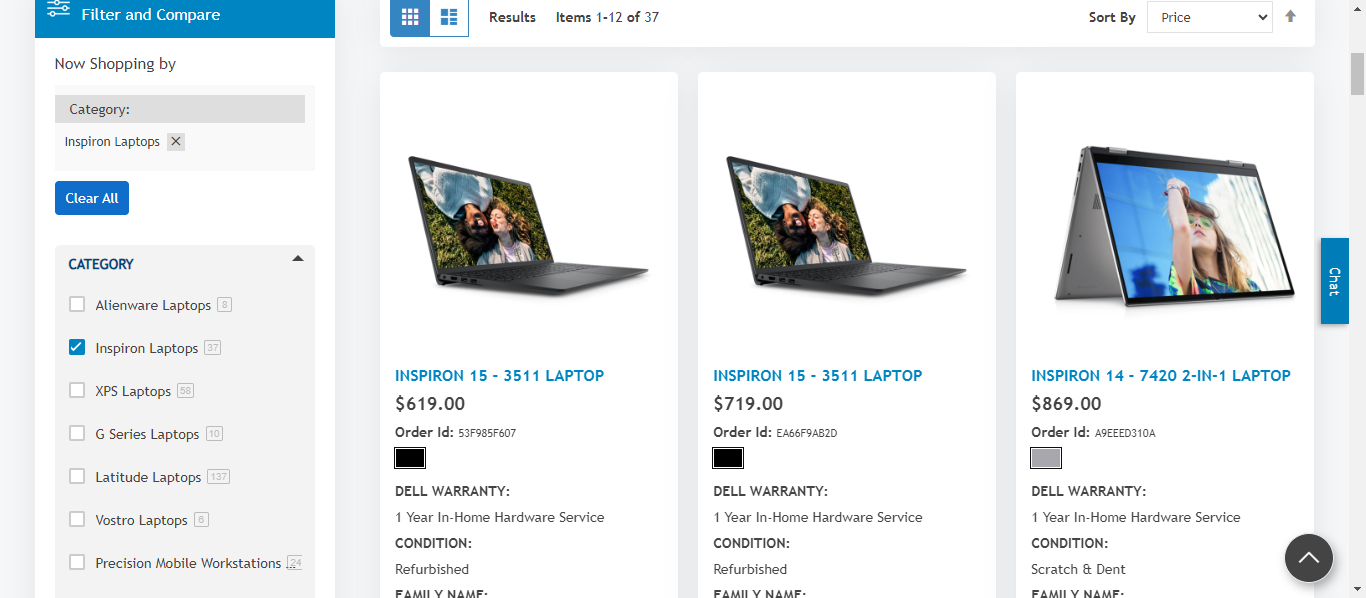 Filter and Compare
Now Shopping by
Category:
Inspiron Laptops
Clear All
CATEGORY
Alienware Laptops 8
Inspiron Laptops 37
XPS Laptops 58
G Series Laptops 10
Latitude Laptops 137
Vostro Laptops 6
Precision Mobile Workstations ... 24
Results Items 1-12 of 37
Sort By Price
INSPIRON 15 - 3511 LAPTOP
$619.00
Order Id: 53F985F607
DELL WARRANTY:
1 Year In-Home Hardware Service
CONDITION:
Refurbished
FAMILY NAME:
INSPIRON 15 - 3511 LAPTOP
$719.00
Order Id: EA66F9AB2D
DELL WARRANTY:
1 Year In-Home Hardware Service
CONDITION:
Refurbished
FAMILY NAME:
INSPIRON 14 - 7420 2-IN-1 LAPTOP
$869.00
Order Id: A9EEED310A
DELL WARRANTY:
1 Year In-Home Hardware Service
CONDITION:
Scratch & Dent
FAMILY NAME:
Chat